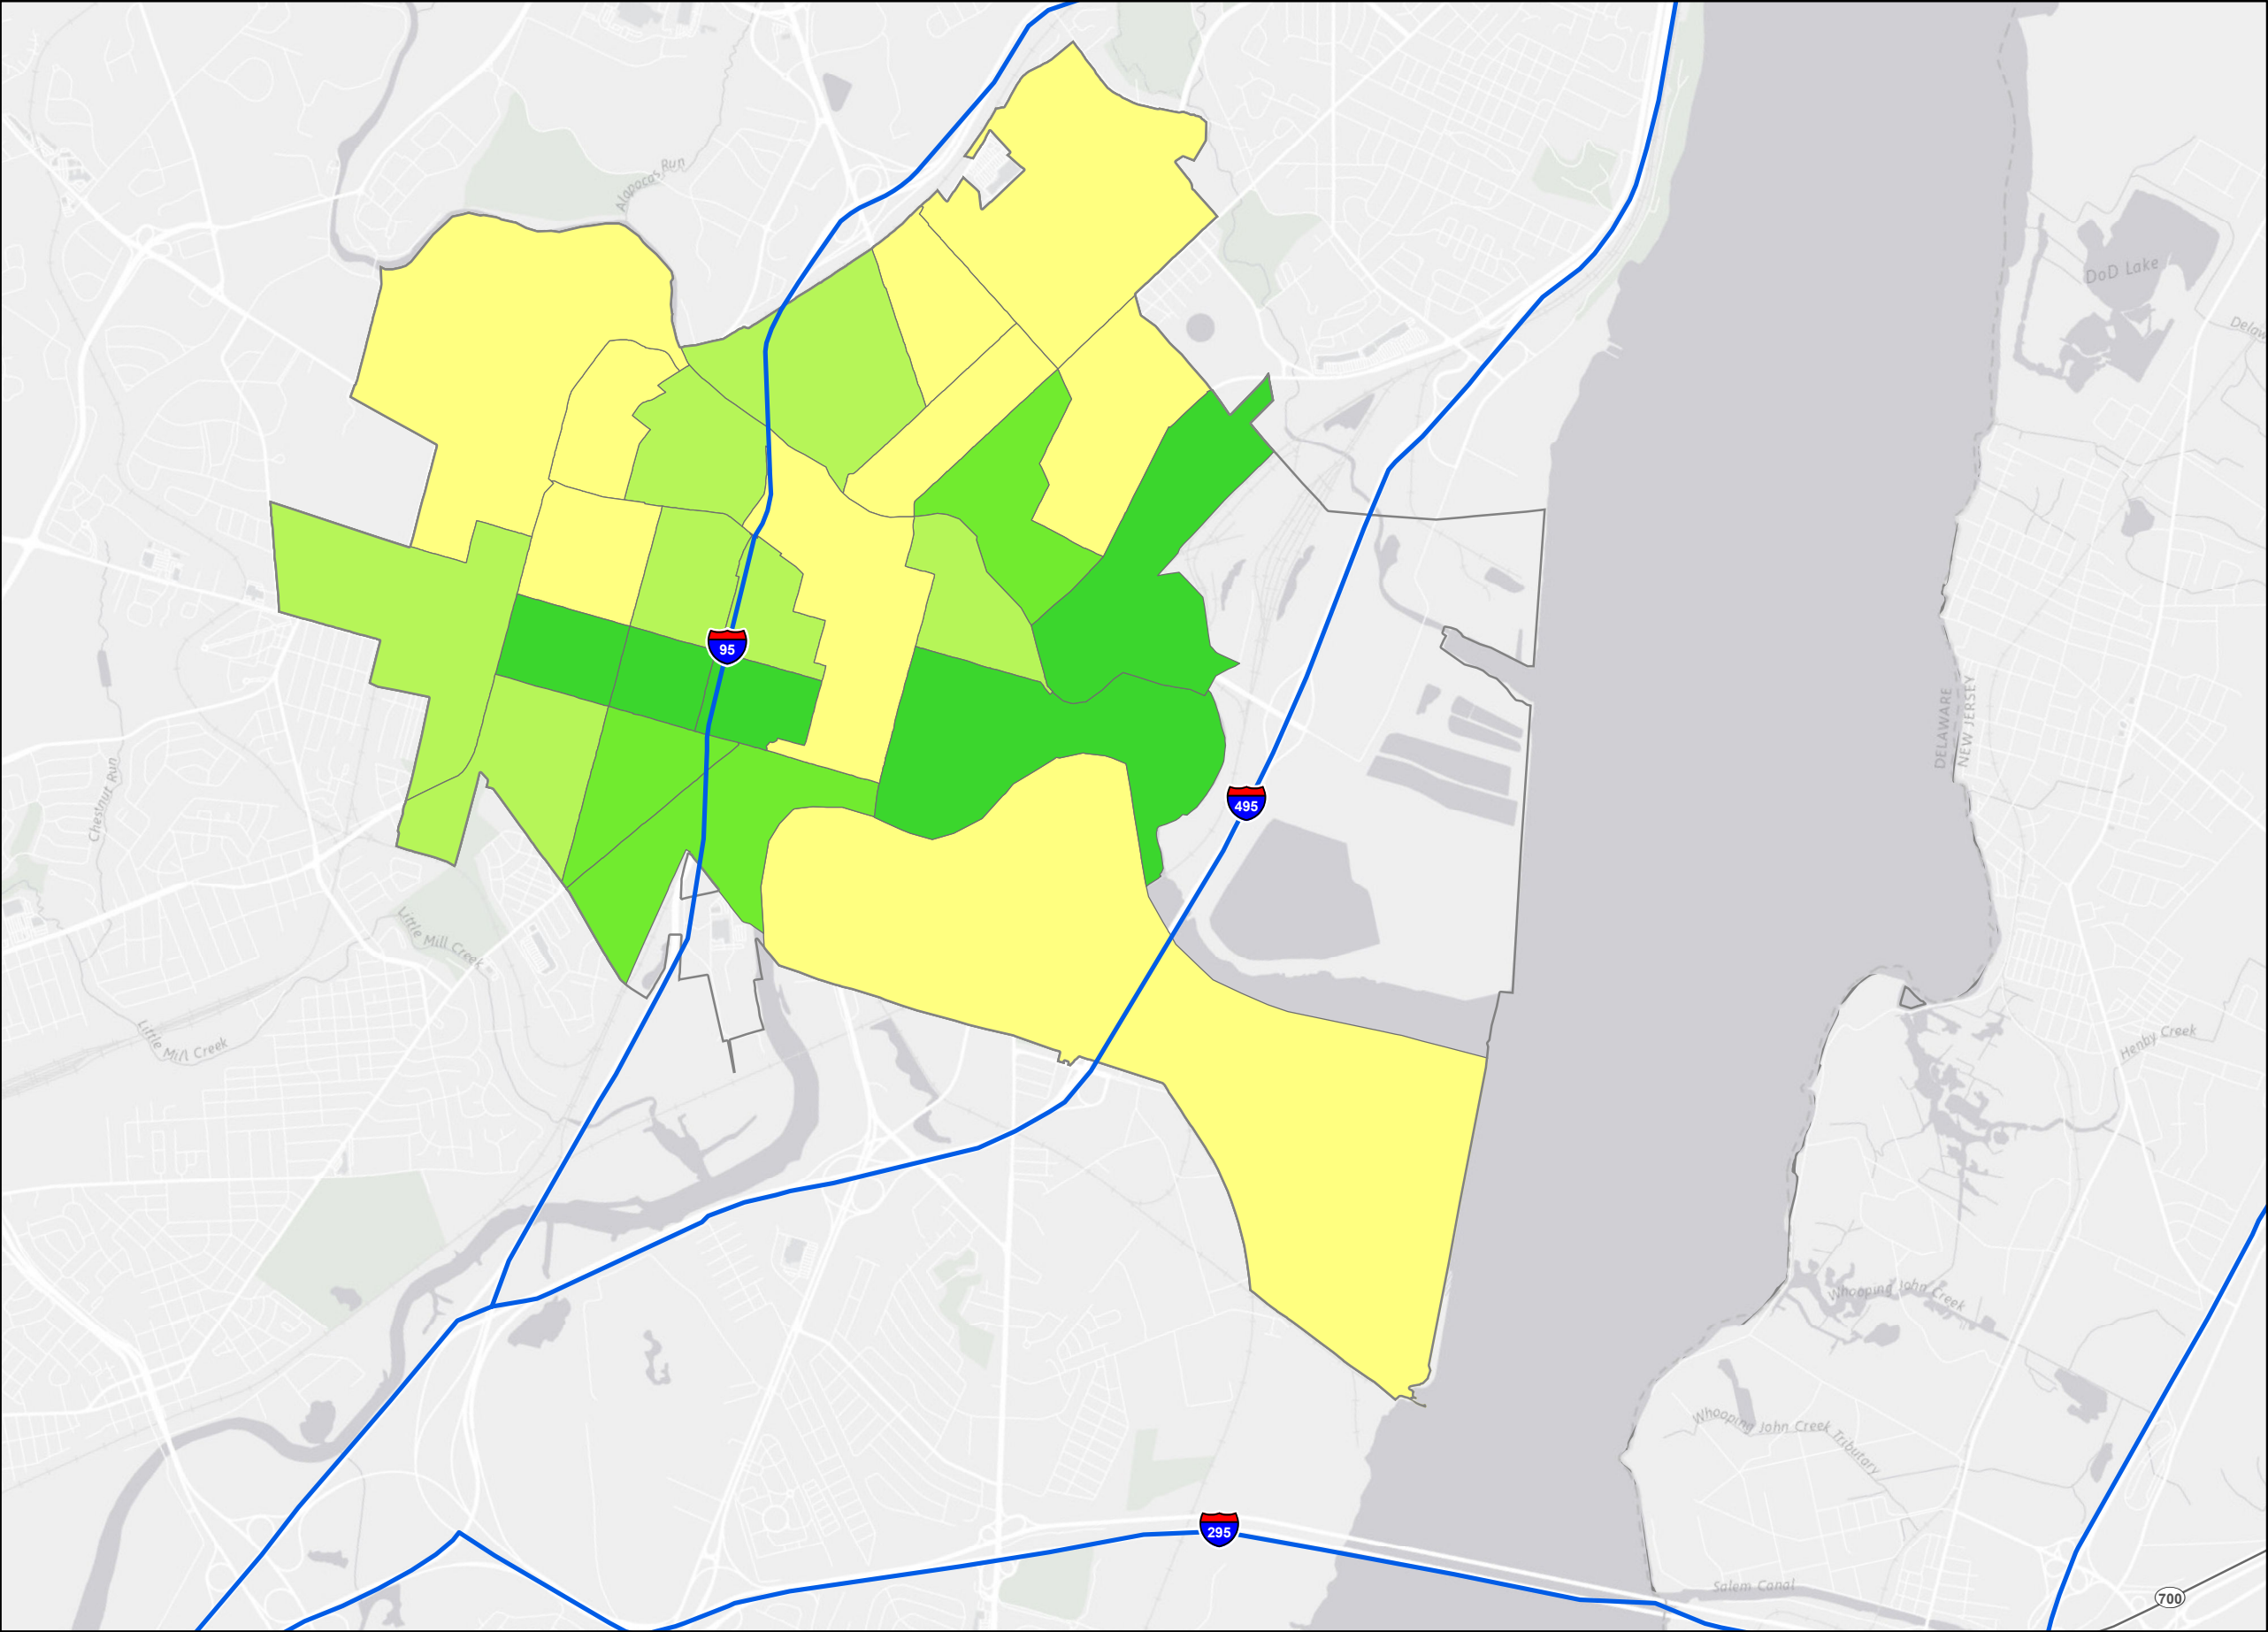 Alapocas Run
DoD Lake
Delaw
95
DELAWARE
NEW JERSEY
Chestnut Run
495
Little Mill Creek
Little Mill Creek
Henby Creek
Whooping John Creek
Whooping John Creek Tributary
295
Salem Canal
700